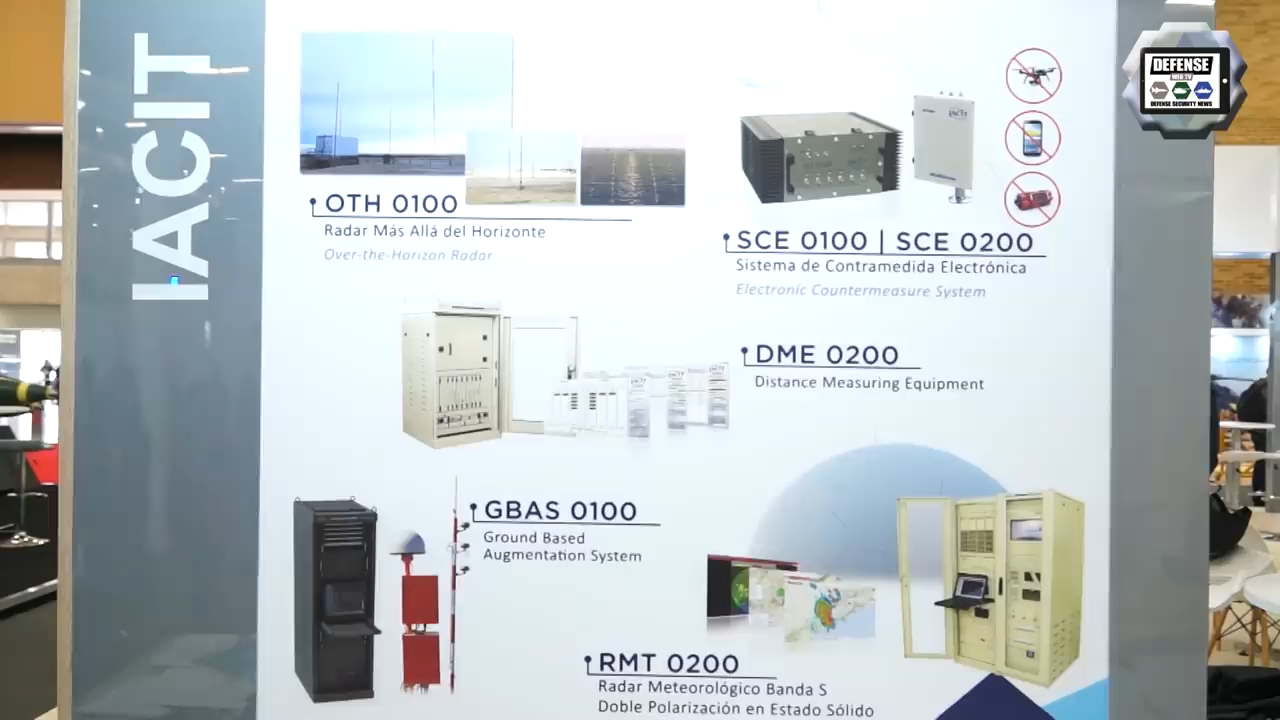 IACIT
OTH 0100
Radar Más Allá del Horizonte
Over-the-Horizon Radar
SCE 0100 | SCE 0200
Sistema de Contramedida Electrónica
Electronic Countermeasure System
DME 0200
Distance Measuring Equipment
GBAS 0100
Ground Based
Augmentation System
RMT 0200
Radar Meteorológico Banda S
Doble Polarización en Estado Sólido
DEFENSE
WEB TV
DEFENSE SECURITY NEWS